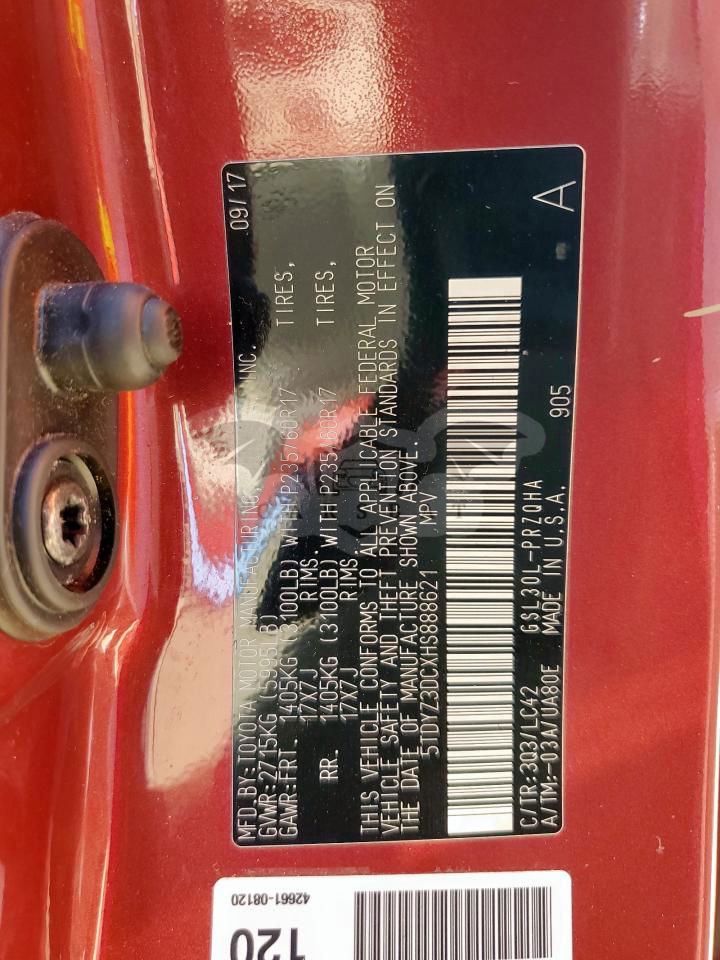 MFD.BY:TOYOTA MOTOR MANUFACTURING. INC. 09/17
GVWR:2715KG (5995LB)
GAWR:FRT. 1405KG (3100LB) WITH P235/60R17 TIRES,
17X7J RIMS.
RR. 1405KG (3100LB) WITH P235/60R17 TIRES,
17X7J RIMS.
THIS VEHICLE CONFORMS TO ALL APPLICABLE FEDERAL MOTOR
VEHICLE SAFETY AND THEFT PREVENTION STANDARDS IN EFFECT ON
THE DATE OF MANUFACTURE SHOWN ABOVE.
5TDYZ3DCXHS888621 MPV
C/TR:3Q3/LC42 GSL30L-PRZQHA
A/TM:-03A/UA80E MADE IN U.S.A. 905 A
42661-08120
120